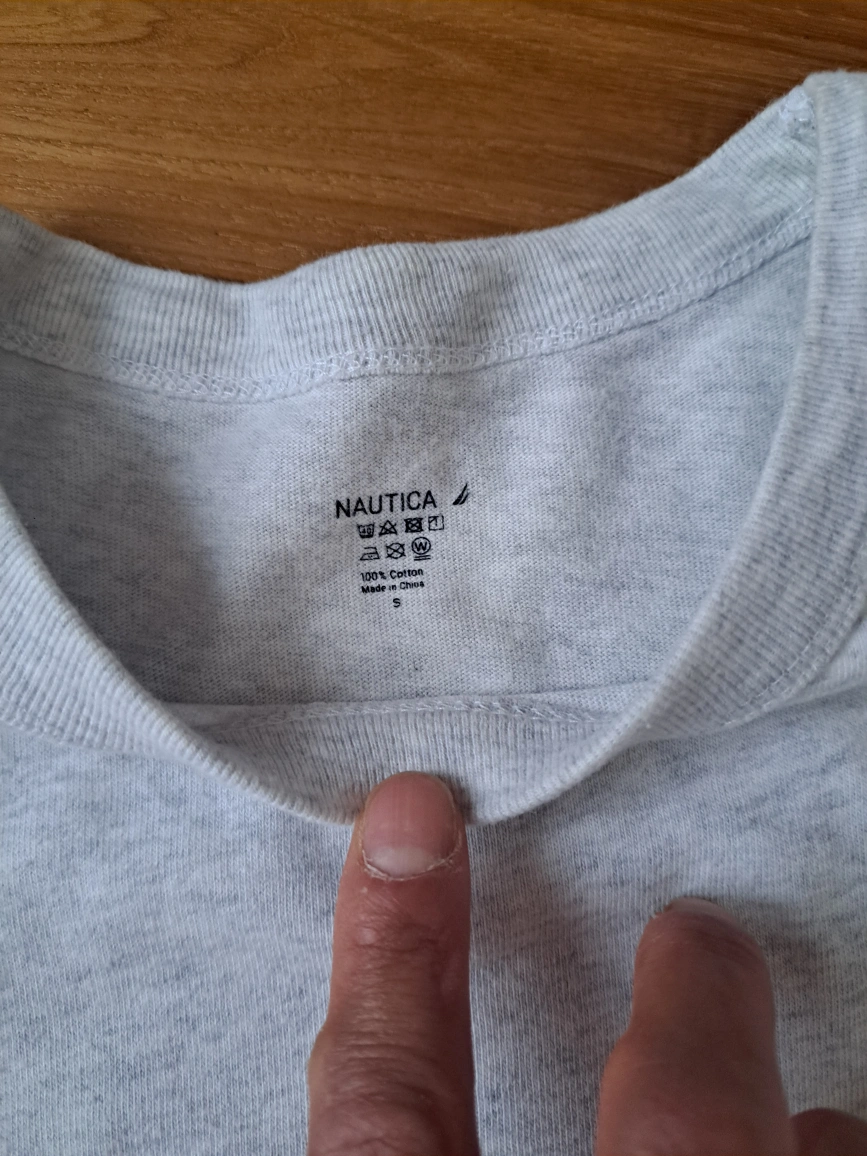 NAUTICA
W
100% Cotton
Made in China
S